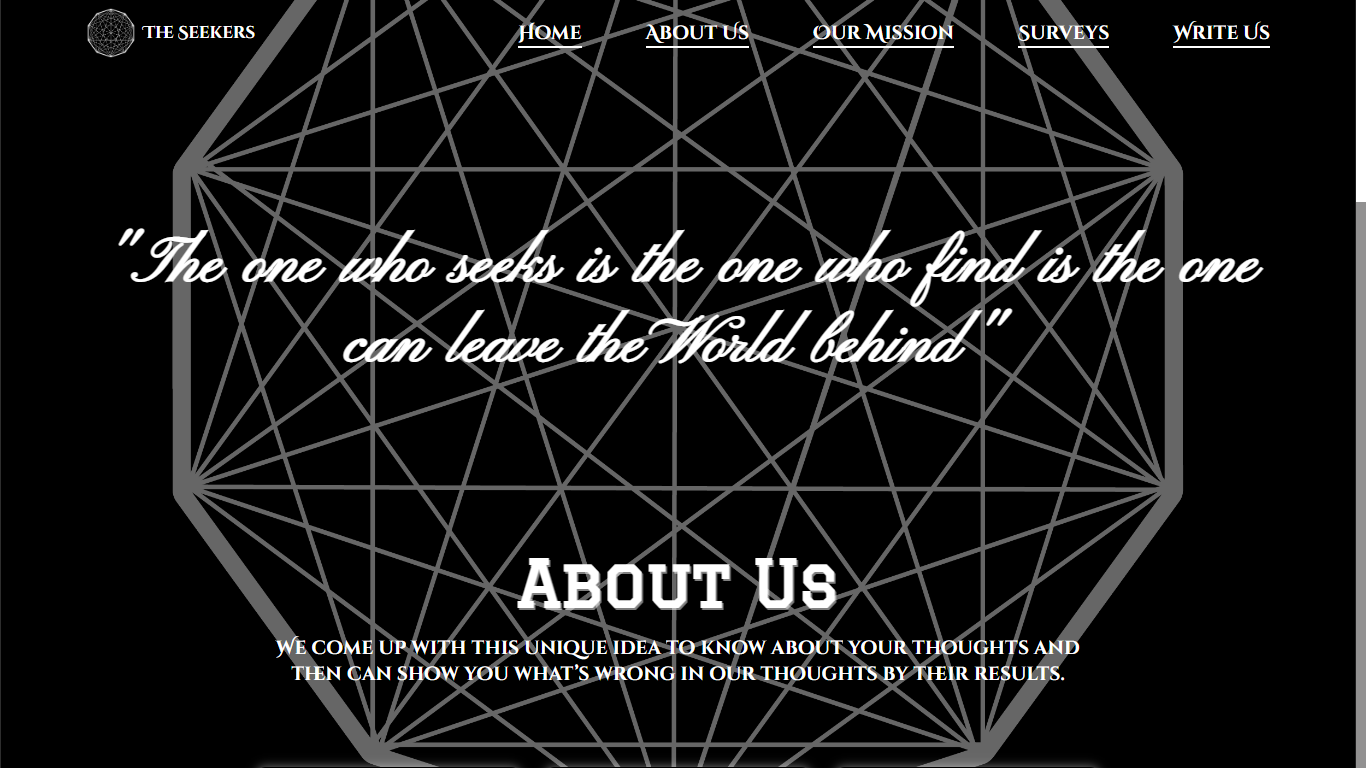 The Seekers
Home About Us Our Mission Surveys Write Us
"The one who seeks is the one who find is the one
can leave the World behind"
About Us
We come up with this unique idea to know about your thoughts and
then can show you what's wrong in our thoughts by their results.